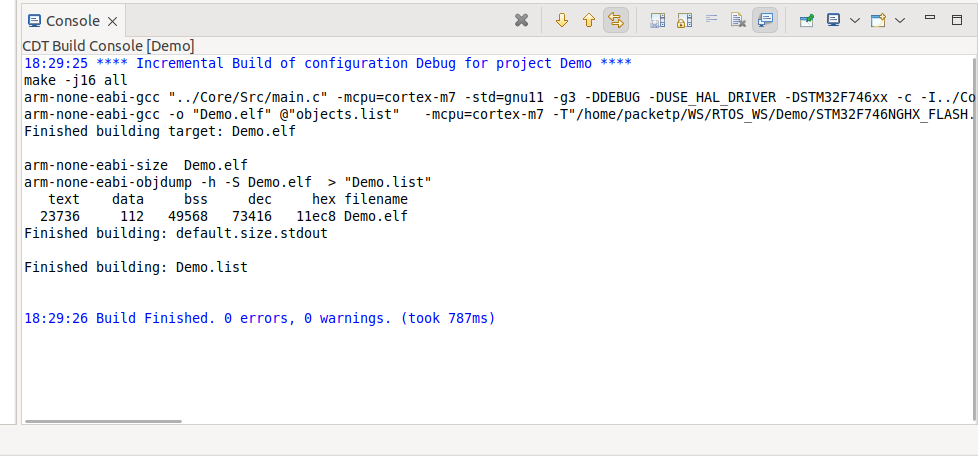 Console
CDT Build Console [Demo]
18:29:25 **** Incremental Build of configuration Debug for project Demo ****
make -j16 all
arm-none-eabi-gcc "../Core/Src/main.c" -mcpu=cortex-m7 -std=gnu11 -g3 -DDEBUG -DUSE_HAL_DRIVER -DSTM32F746xx -c -I../Co
arm-none-eabi-gcc -o "Demo.elf" @"objects.list"   -mcpu=cortex-m7 -T"/home/packetp/WS/RTOS_WS/Demo/STM32F746NGHX_FLASH.
Finished building target: Demo.elf
arm-none-eabi-size  Demo.elf
arm-none-eabi-objdump -h -S Demo.elf  > "Demo.list"
   text    data     bss     dec     hex filename
  23736     112   49568   73416   11ec8 Demo.elf
Finished building: default.size.stdout
Finished building: Demo.list
18:29:26 Build Finished. 0 errors, 0 warnings. (took 787ms)